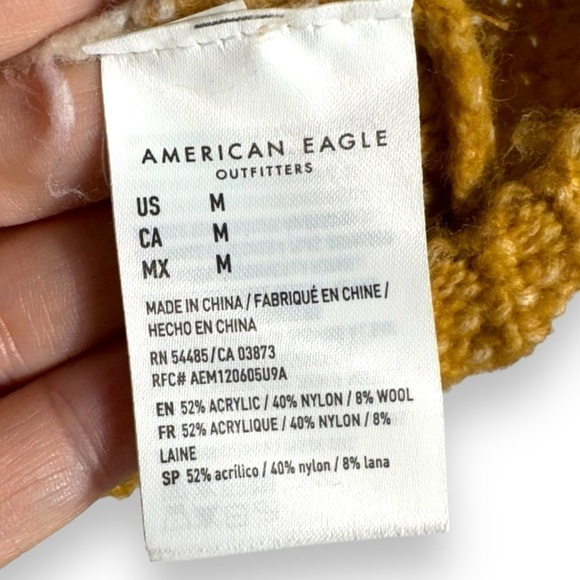 AMERICAN EAGLE
OUTFITTERS
US M
CA M
MX M
MADE IN CHINA / FABRIQUÉ EN CHINE /
HECHO EN CHINA
RN 54485 / CA 03873
RFC# AEM120605U9A
EN 52% ACRYLIC / 40% NYLON / 8% WOOL
FR 52% ACRYLIQUE / 40% NYLON / 8%
LAINE
SP 52% acrílico / 40% nylon / 8% lana